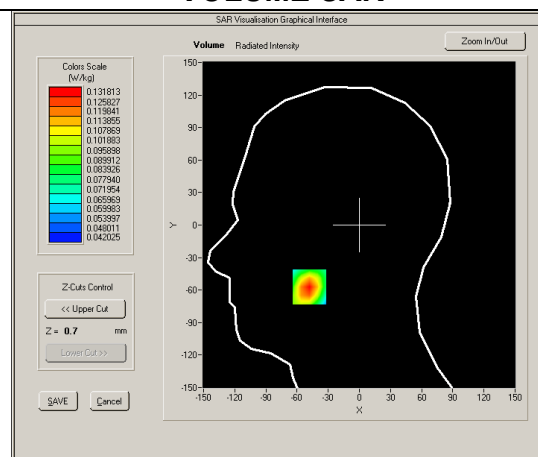 VOLUME SAR
SAR Visualisation Graphical Interface
Volume Radiated Intensity
Zoom In/Out
Colors Scale
(W/kg)
0.131813
0.125827
0.119841
0.113855
0.107869
0.101883
0.095898
0.089912
0.083926
0.077940
0.071954
0.065969
0.059983
0.053997
0.048011
0.042025
Z-Cuts Control
<< Upper Cut
Z = 0.7 mm
Lower Cut >>
SAVE Cancel
150
120
90
60
30
0
-30
-60
-90
-120
-150
Y
-150 -120 -90 -60 -30 0 30 60 90 120 150
X